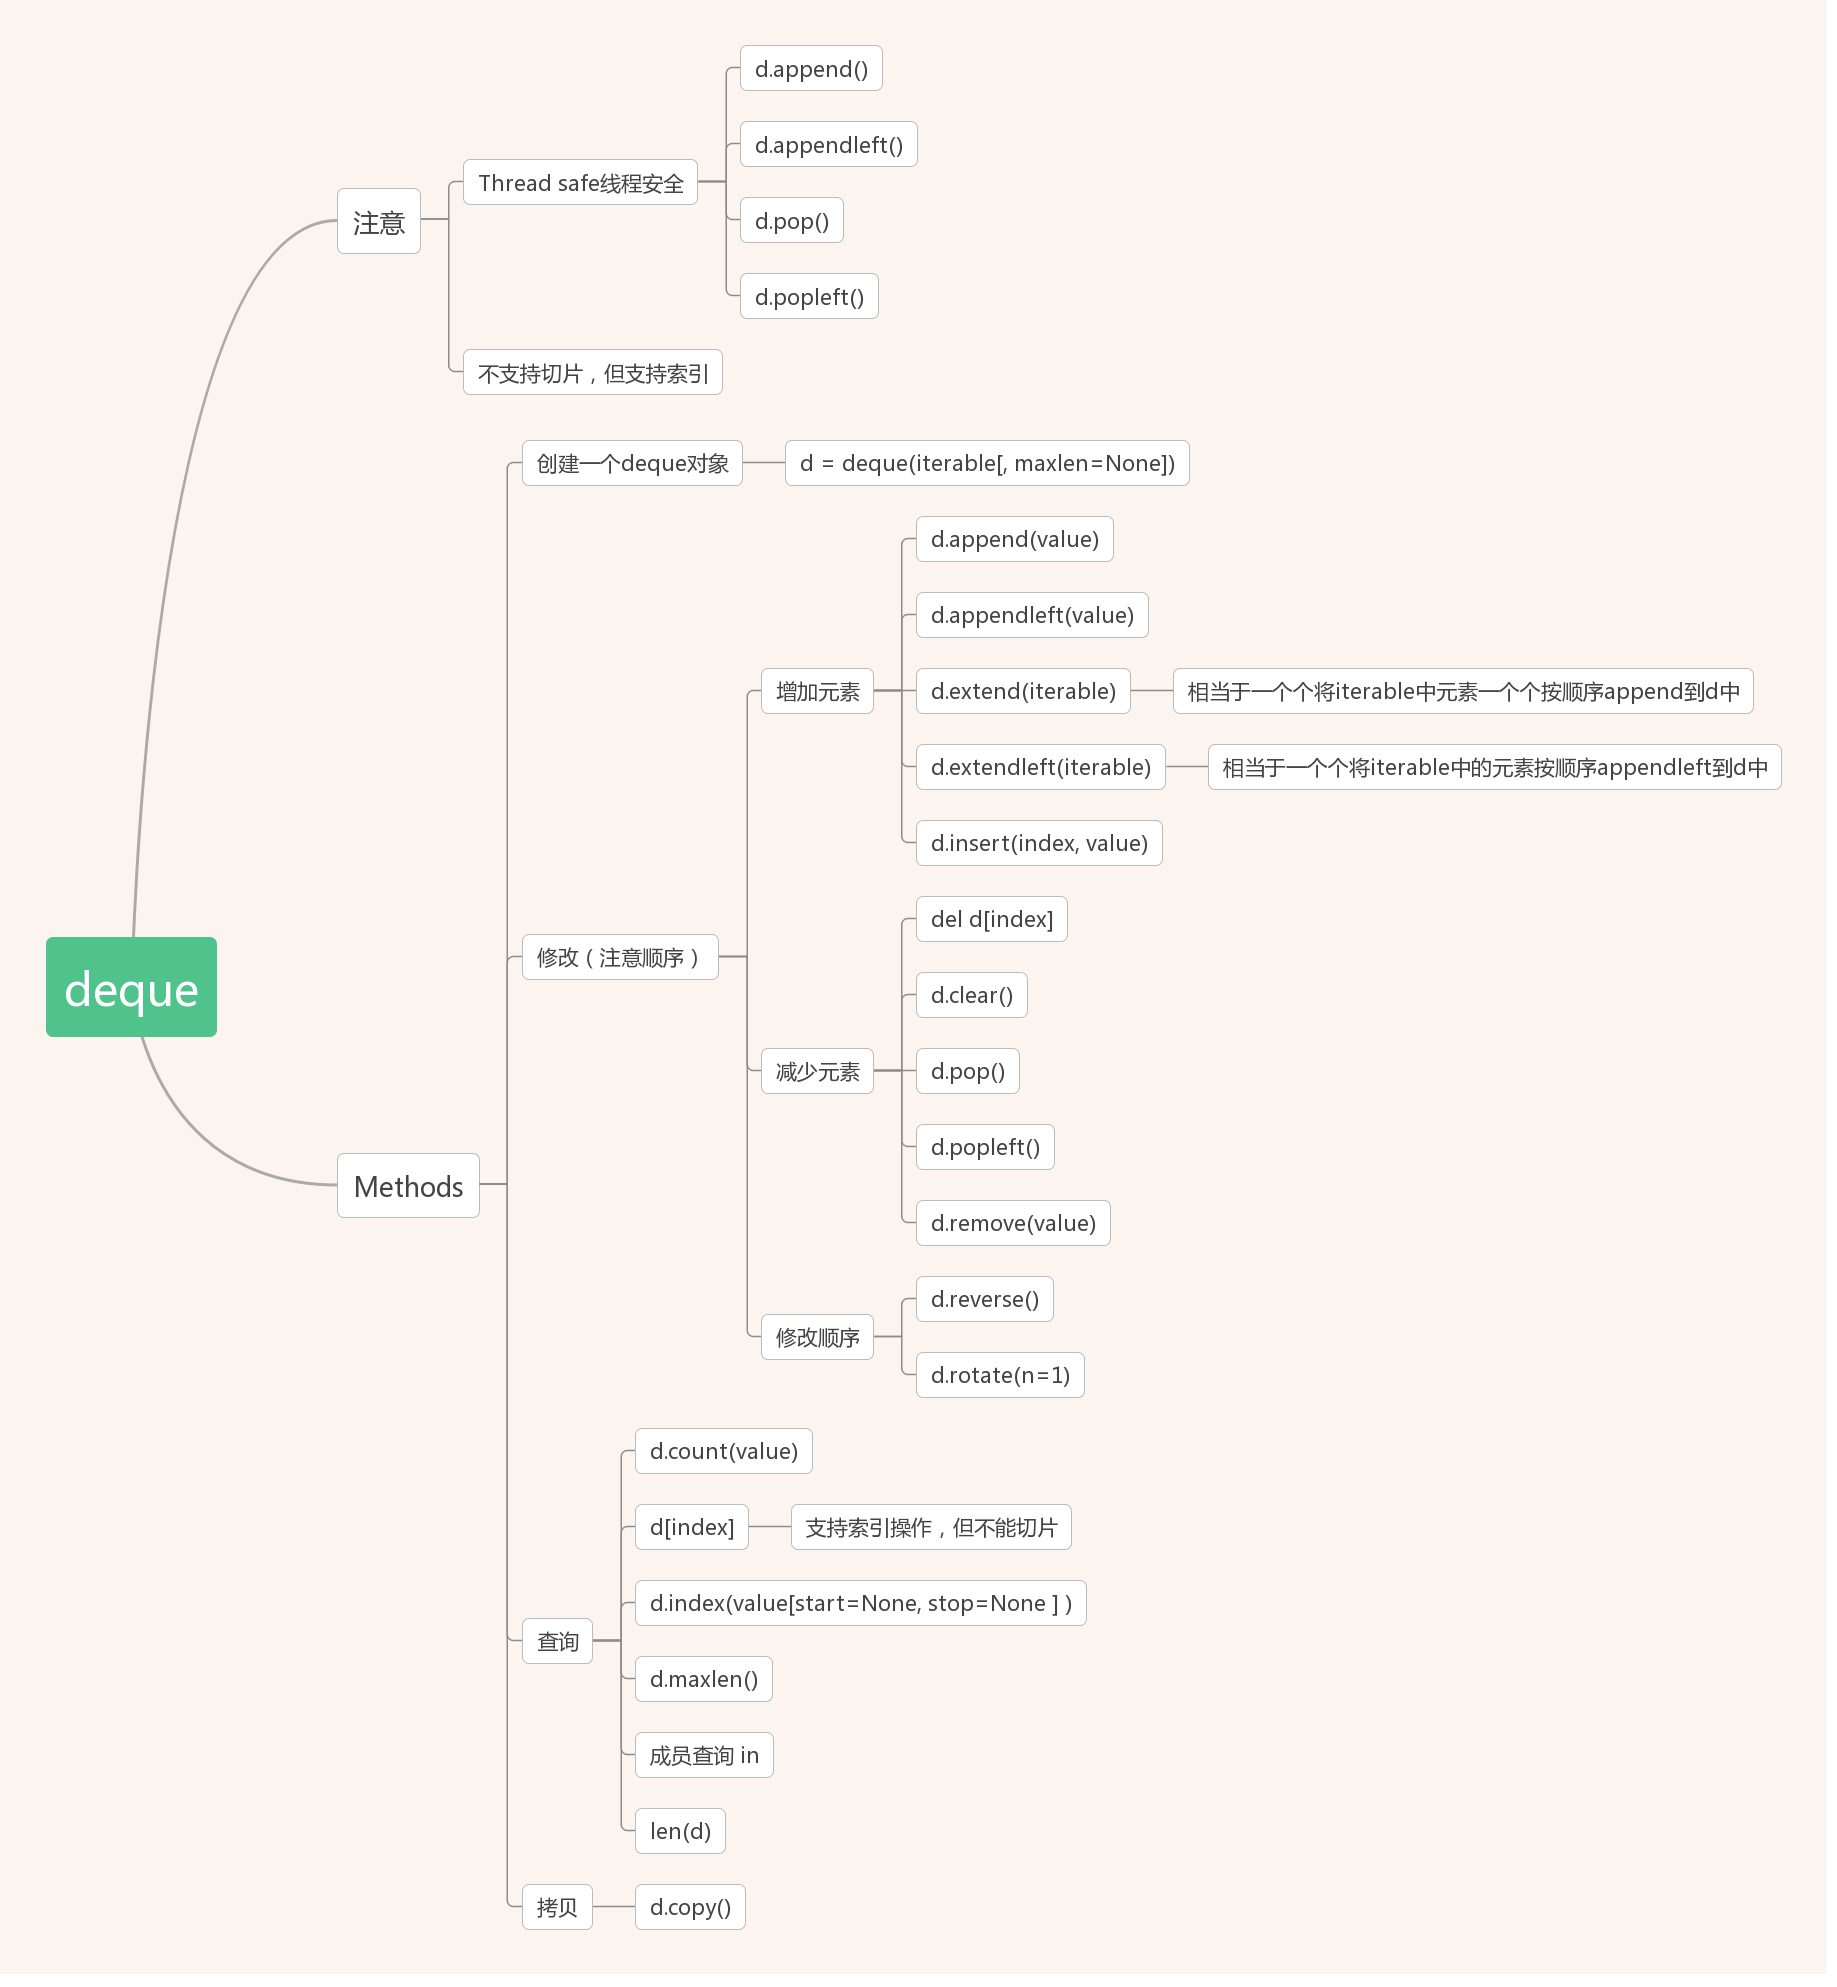 deque
注意
Thread safe线程安全
d.append()
d.appendleft()
d.pop()
d.popleft()
不支持切片，但支持索引
Methods
创建一个deque对象
d = deque(iterable[, maxlen=None])
修改（注意顺序）
增加元素
d.append(value)
d.appendleft(value)
d.extend(iterable)
相当于一个个将iterable中元素一个个按顺序append到d中
d.extendleft(iterable)
相当于一个个将iterable中的元素按顺序appendleft到d中
d.insert(index, value)
减少元素
del d[index]
d.clear()
d.pop()
d.popleft()
d.remove(value)
修改顺序
d.reverse()
d.rotate(n=1)
查询
d.count(value)
d[index]
支持索引操作，但不能切片
d.index(value[start=None, stop=None ] )
d.maxlen()
成员查询 in
len(d)
拷贝
d.copy()